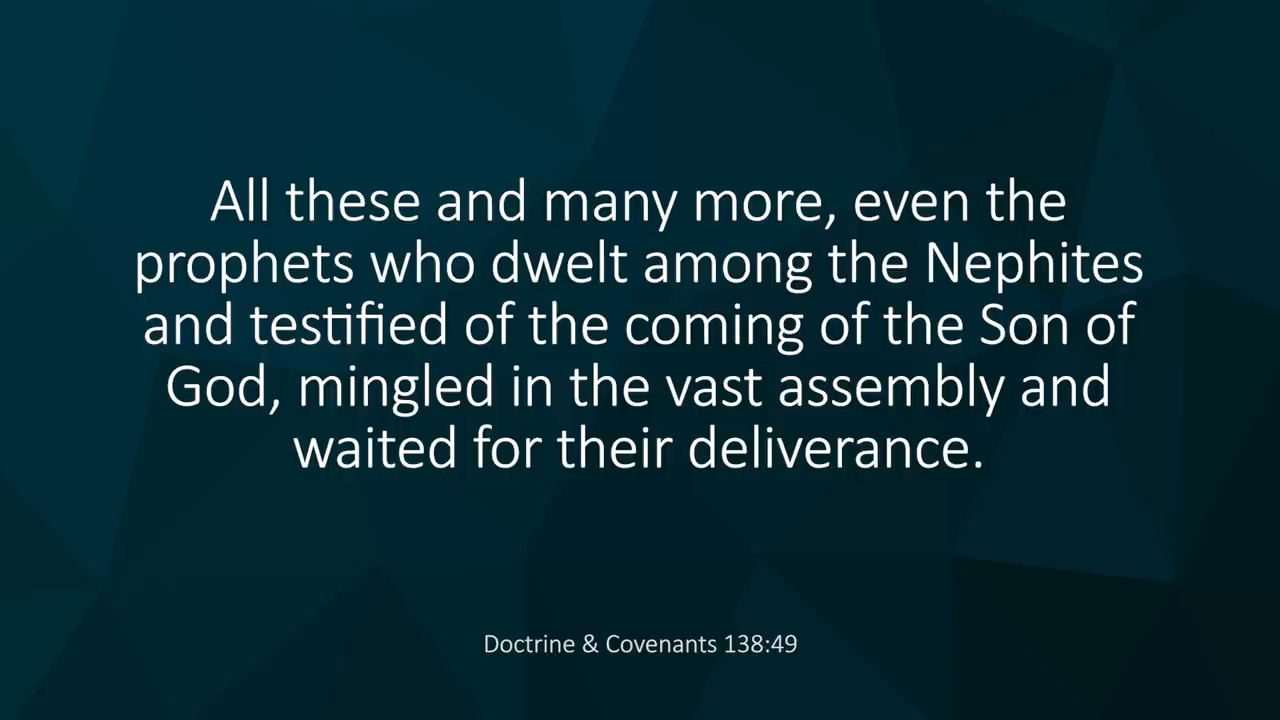 All these and many more, even the
prophets who dwelt among the Nephites
and testified of the coming of the Son of
God, mingled in the vast assembly and
waited for their deliverance.
Doctrine & Covenants 138:49